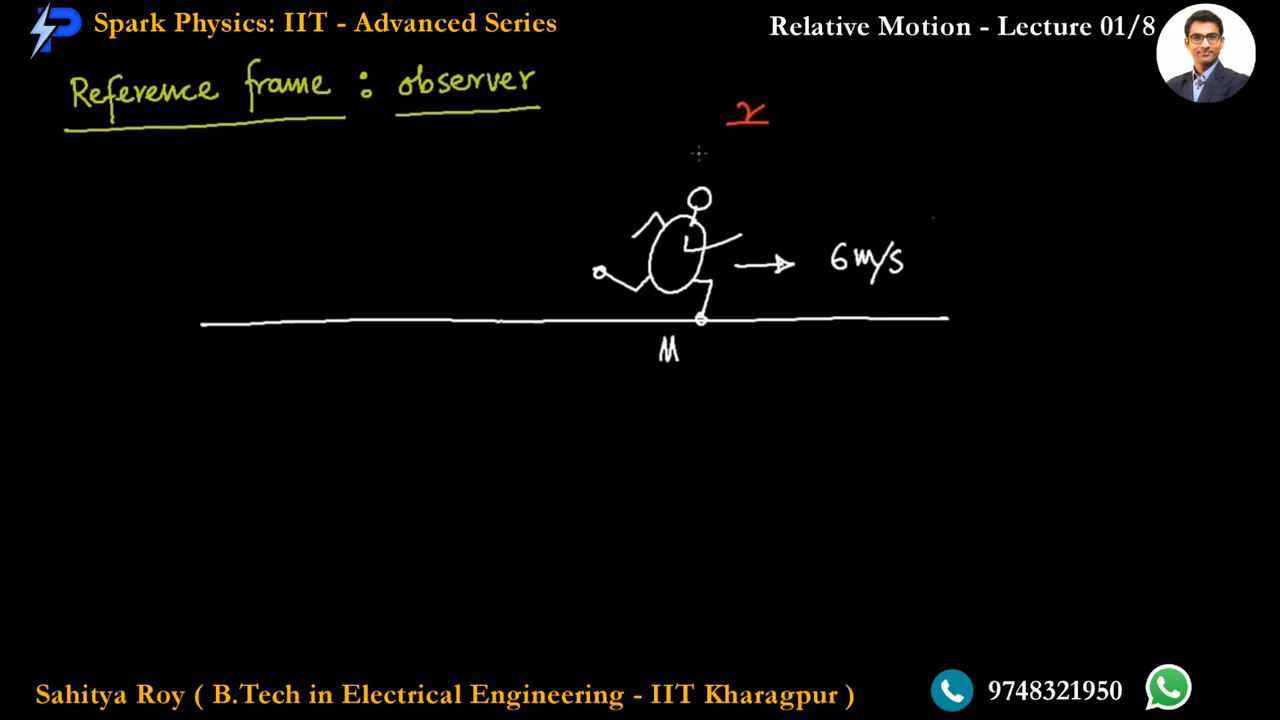 Spark Physics: IIT - Advanced Series
Relative Motion - Lecture 01/8
Reference frame : observer
6m/s
M
Sahitya Roy ( B.Tech in Electrical Engineering - IIT Kharagpur )
9748321950